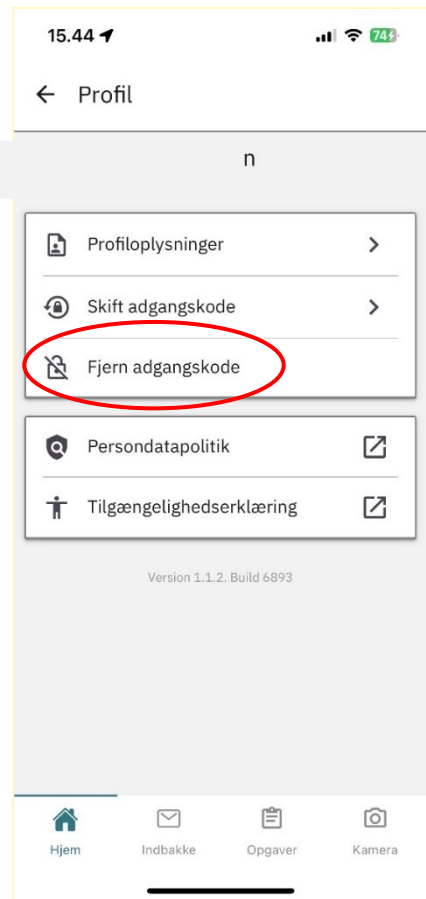 15.44
74
Profil
n
Profiloplysninger
Skift adgangskode
Fjern adgangskode
Persondatapolitik
Tilgængelighedserklæring
Version 1.1.2. Build 6893
Hjem
Indbakke
Opgaver
Kamera